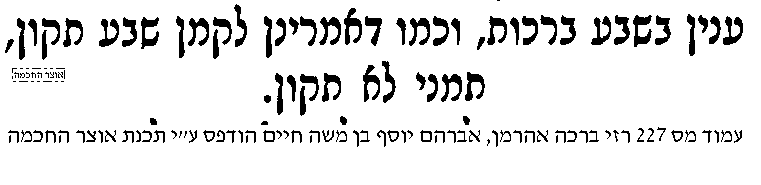 ענין בשבע ברכות, וכמו דאמרינן לקמן שבע תקון,
תמני לא תקון.
אוצר החכמה
עמוד מס 227 רזי ברכה אהרמן, אברהם יוסף בן משה חיים הודפס ע״י תכנת אוצר החכמה